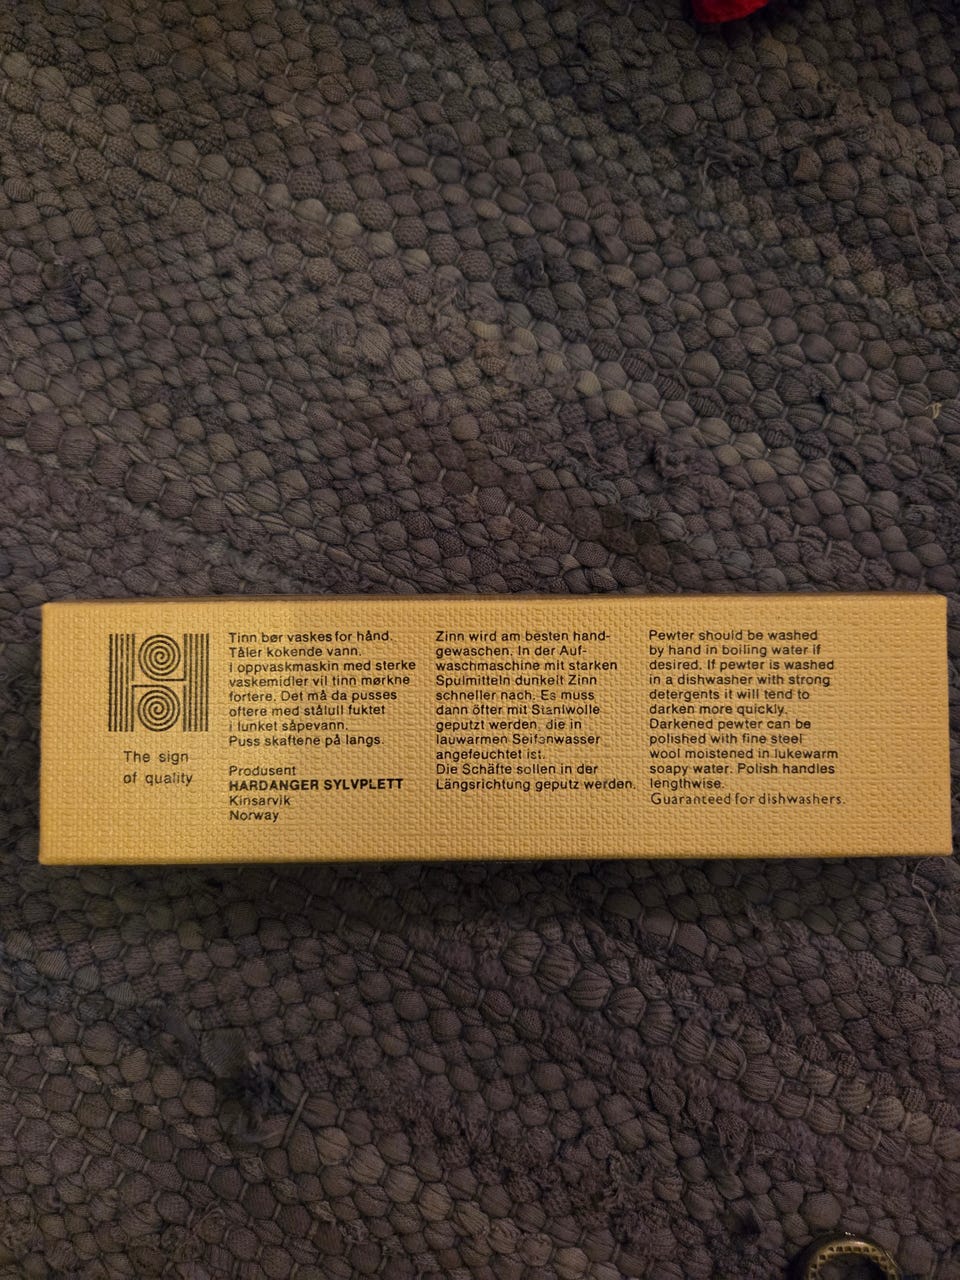 The sign
of quality
Tinn bør vaskes for hånd.
Tåler kokende vann.
I oppvaskmaskin med sterke
vaskemidler vil tinn mørkne
fortere. Det må da pusses
oftere med stålull fuktet
i lunket såpevann.
Puss skaftene på langs.
Produsent
HARDANGER SYLVPLETT
Kinsarvik
Norway
Zinn wird am besten hand-
gewaschen. In der Auf-
waschmaschine mit starken
Spulmitteln dunkelt Zinn
schneller nach. Es muss
dann öfter mit Stanlwolle
geputzt werden, die in
lauwarmen Seifenwasser
angefeuchtet ist.
Die Schäfte sollen in der
Längsrichtung geputz werden.
Pewter should be washed
by hand in boiling water if
desired. If pewter is washed
in a dishwasher with strong
detergents it will tend to
darken more quickly.
Darkened pewter can be
polished with fine steel
wool moistened in lukewarm
soapy water. Polish handles
lengthwise.
Guaranteed for dishwashers.